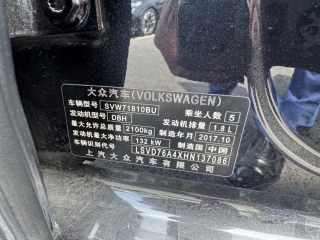 大众汽车(VOLKSWAGEN)
车辆型号 SVW71810BU 乘坐人数 5
发动机型号 DBH 发动机排量 1.8 L
最大允许总质量 2100kg 制造年月 2017.10
发动机最大净功率 132 kW 制造国 中国
车辆识别代号 LSVD76A4XHN137086
上汽大众汽车有限公司